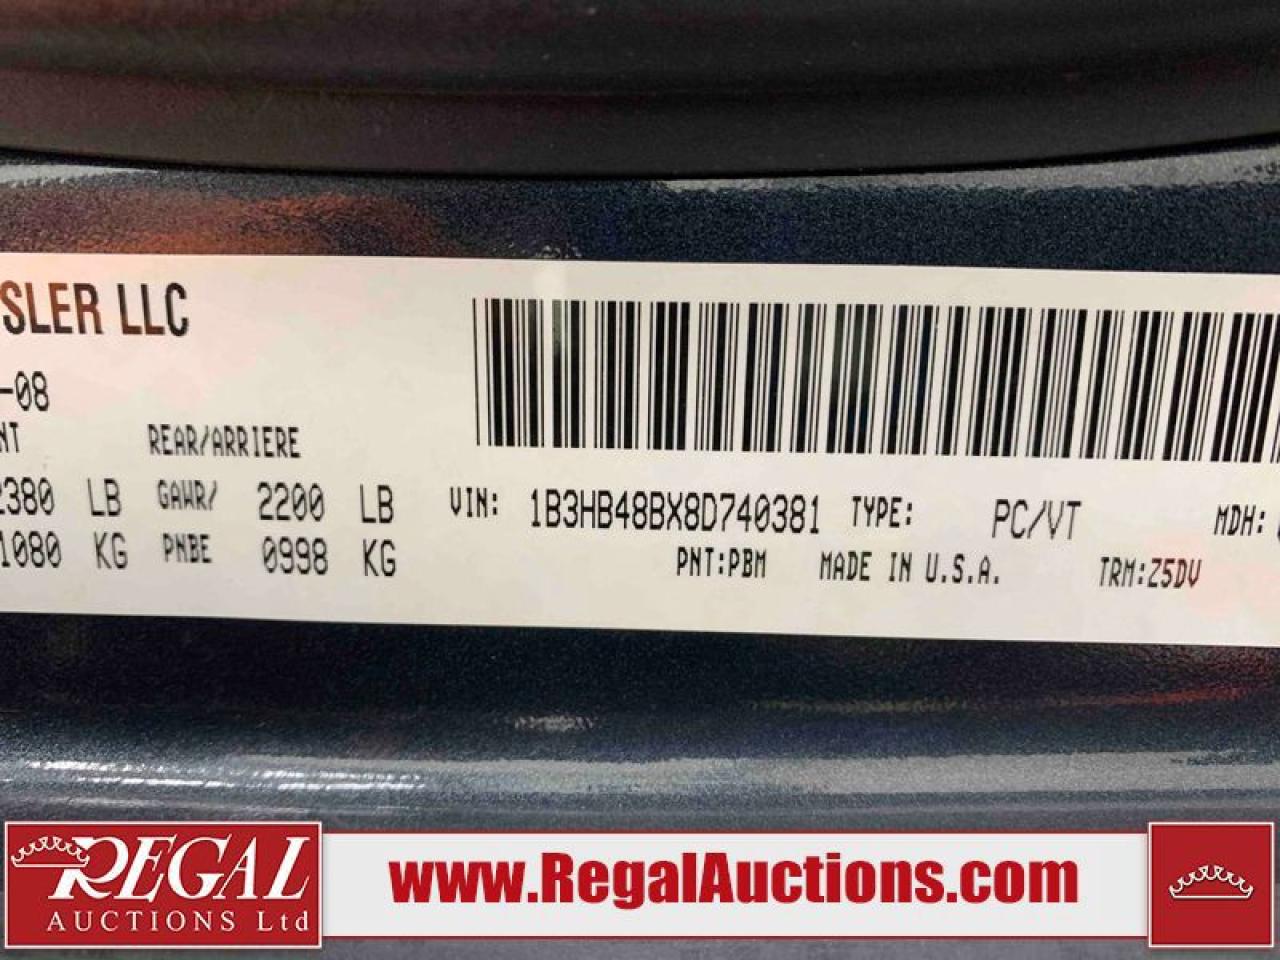 SLER LLC
-08
NT REAR/ARRIERE
2380 LB GAWR/ 2200 LB VIN: 1B3HB48BX8D740381 TYPE: PC/VT MDH:
1080 KG PNBE 0998 KG PNT:PBM MADE IN U.S.A. TRM:Z5DV
REGAL
AUCTIONS Ltd
www.RegalAuctions.com